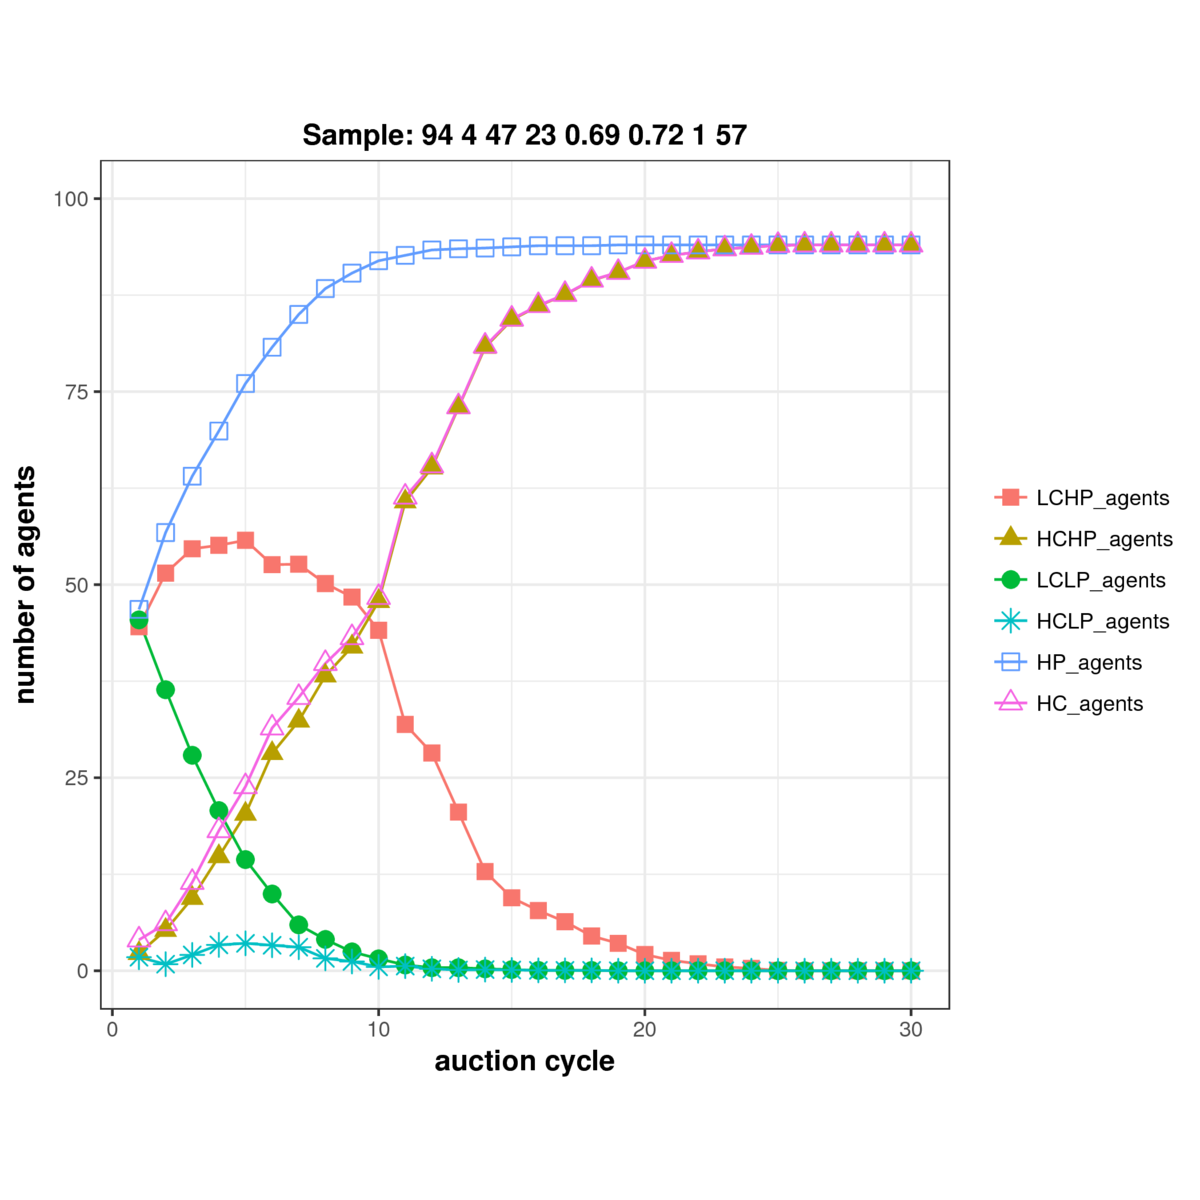 Sample: 94 4 47 23 0.69 0.72 1 57
100
75
50
25
0
number of agents
0 10 20 30
auction cycle
LCHP_agents
HCHP_agents
LCLP_agents
HCLP_agents
HP_agents
HC_agents